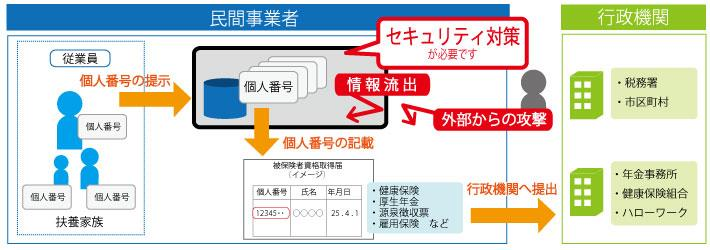 民間事業者
行政機関
従業員
個人番号の提示
個人番号
個人番号
個人番号
扶養家族
個人番号
セキュリティ対策
が必要です
情報流出
外部からの攻撃
個人番号の記載
被保険者資格取得届
(イメージ)
個人番号 氏名 年月日
12345‥ ○○○○ 25.4.1
・健康保険
・厚生年金
・源泉徴収票
・雇用保険 など
行政機関へ提出
・税務署
・市区町村
・年金事務所
・健康保険組合
・ハローワーク